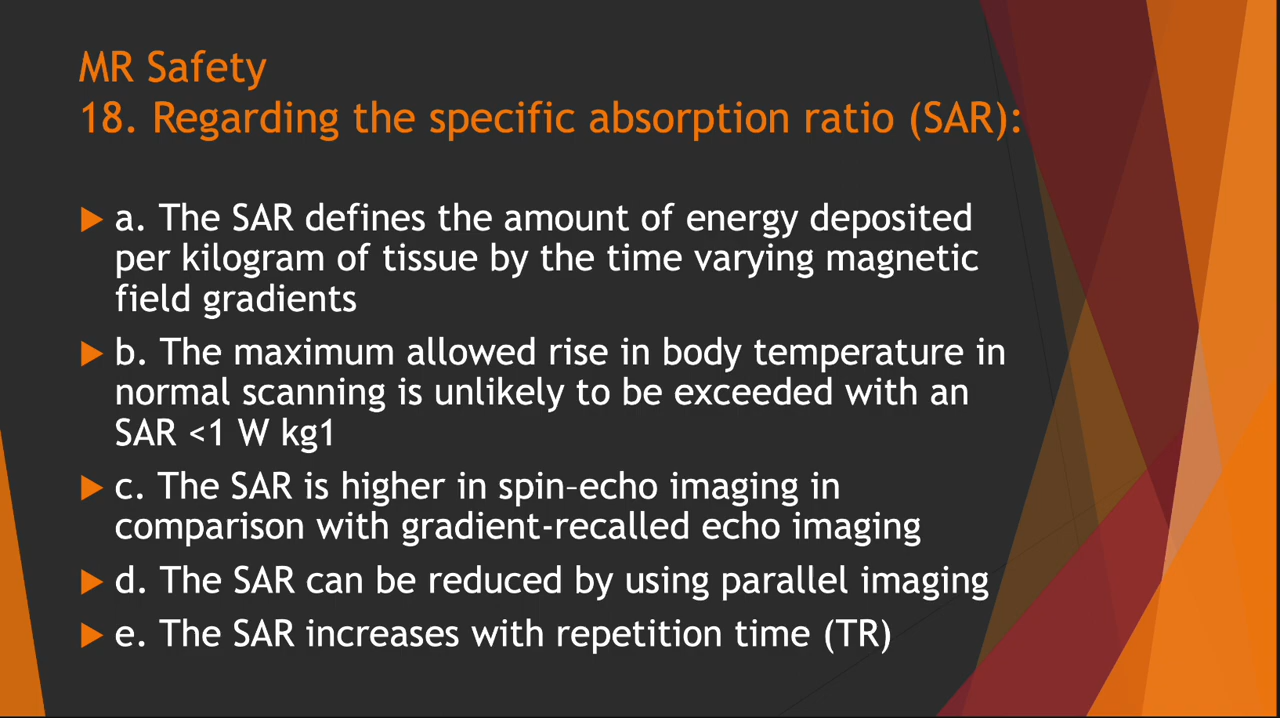 MR Safety
18. Regarding the specific absorption ratio (SAR):
a. The SAR defines the amount of energy deposited
per kilogram of tissue by the time varying magnetic
field gradients
b. The maximum allowed rise in body temperature in
normal scanning is unlikely to be exceeded with an
SAR <1 W kg1
c. The SAR is higher in spin–echo imaging in
comparison with gradient-recalled echo imaging
d. The SAR can be reduced by using parallel imaging
e. The SAR increases with repetition time (TR)